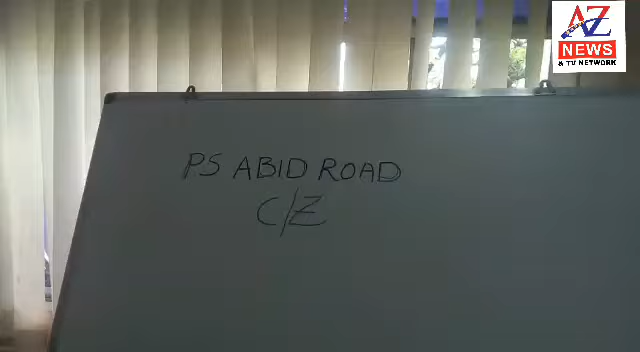 AZ
NEWS
& TV NETWORK
PS ABID ROAD
C/Z